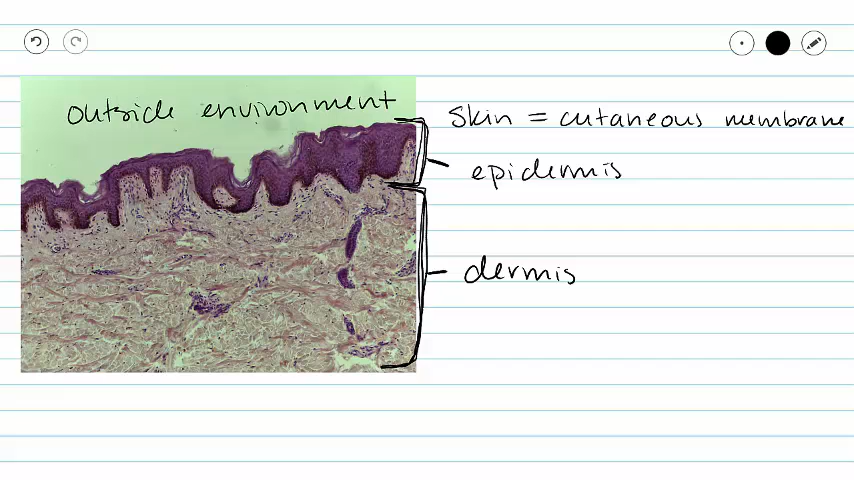 outside environment
Skin = cutaneous membrane
epidermis
dermis